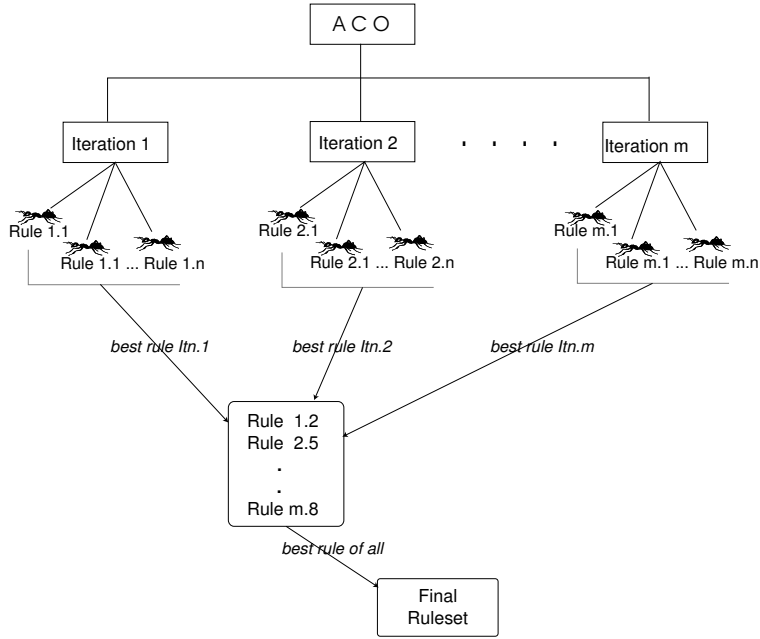 A C O
Iteration 1
Iteration 2
. . . .
Iteration m
Rule 1.1
Rule 1.1 ... Rule 1.n
Rule 2.1
Rule 2.1 ... Rule 2.n
Rule m.1
Rule m.1 ... Rule m.n
best rule Itn.1
best rule Itn.2
best rule Itn.m
Rule 1.2
Rule 2.5
.
.
Rule m.8
best rule of all
Final
Ruleset